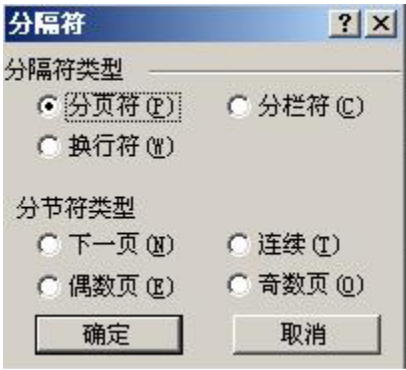 分隔符
分隔符类型
分页符(P) 分栏符(C)
换行符(W)
分节符类型
下一页(N) 连续(T)
偶数页(E) 奇数页(O)
确定 取消